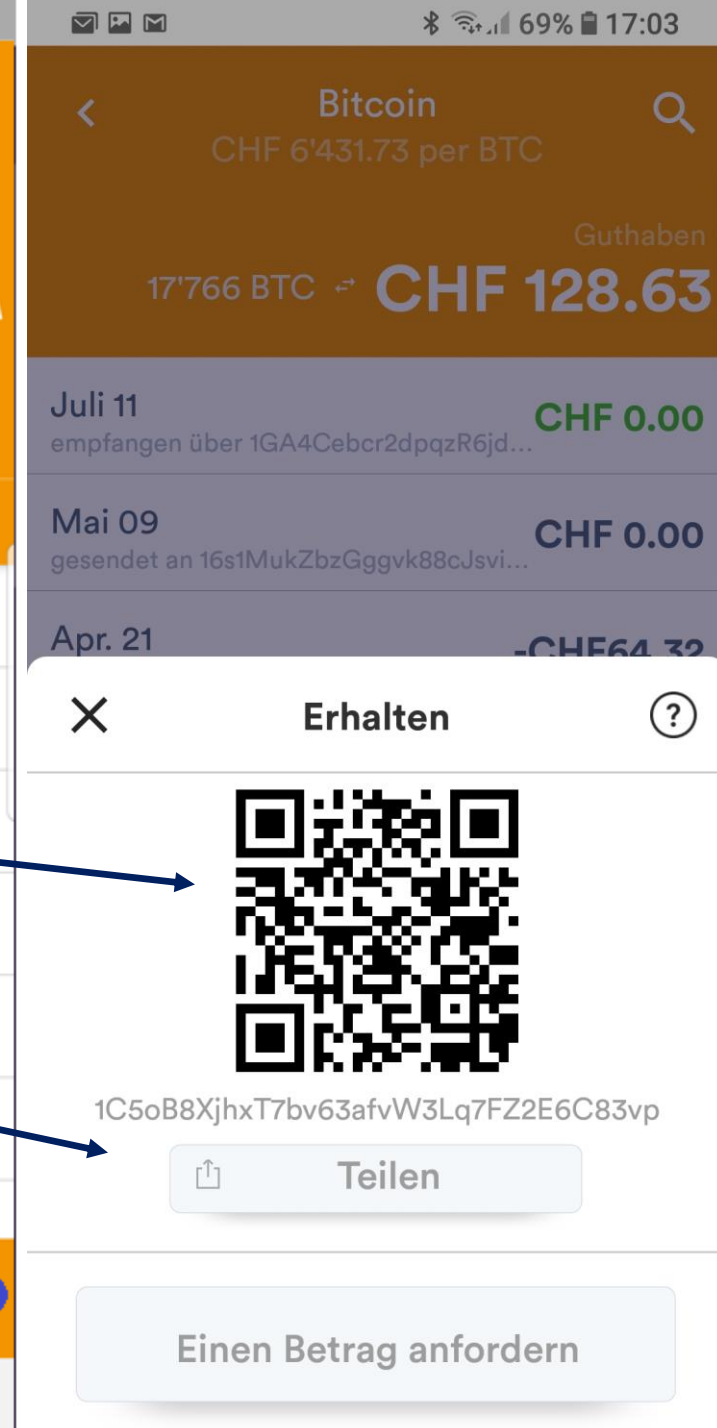 69% 17:03
Bitcoin
CHF 6'431.73 per BTC
Guthaben
17'766 BTC ⇄ CHF 128.63
Juli 11 CHF 0.00
empfangen über 1GA4Cebcr2dpqzR6jd...
Mai 09 CHF 0.00
gesendet an 16s1MukZbzGggvk88cJsvi...
Apr. 21 -CHF64.32
Erhalten ?
1C5oB8XjhxT7bv63afvW3Lq7FZ2E6C83vp
Teilen
Einen Betrag anfordern